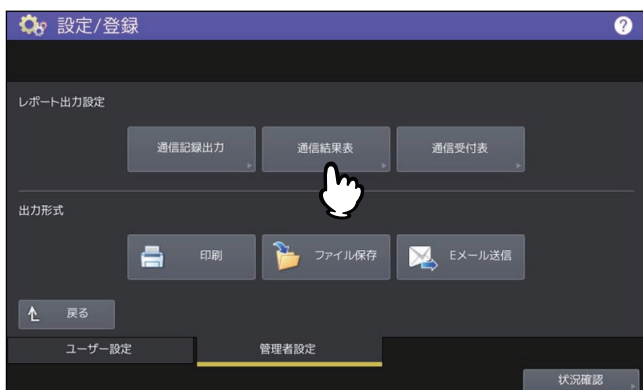 設定/登録
?
レポート出力設定
通信記録出力
通信結果表
通信受付表
出力形式
印刷
ファイル保存
Eメール送信
戻る
ユーザー設定
管理者設定
状況確認